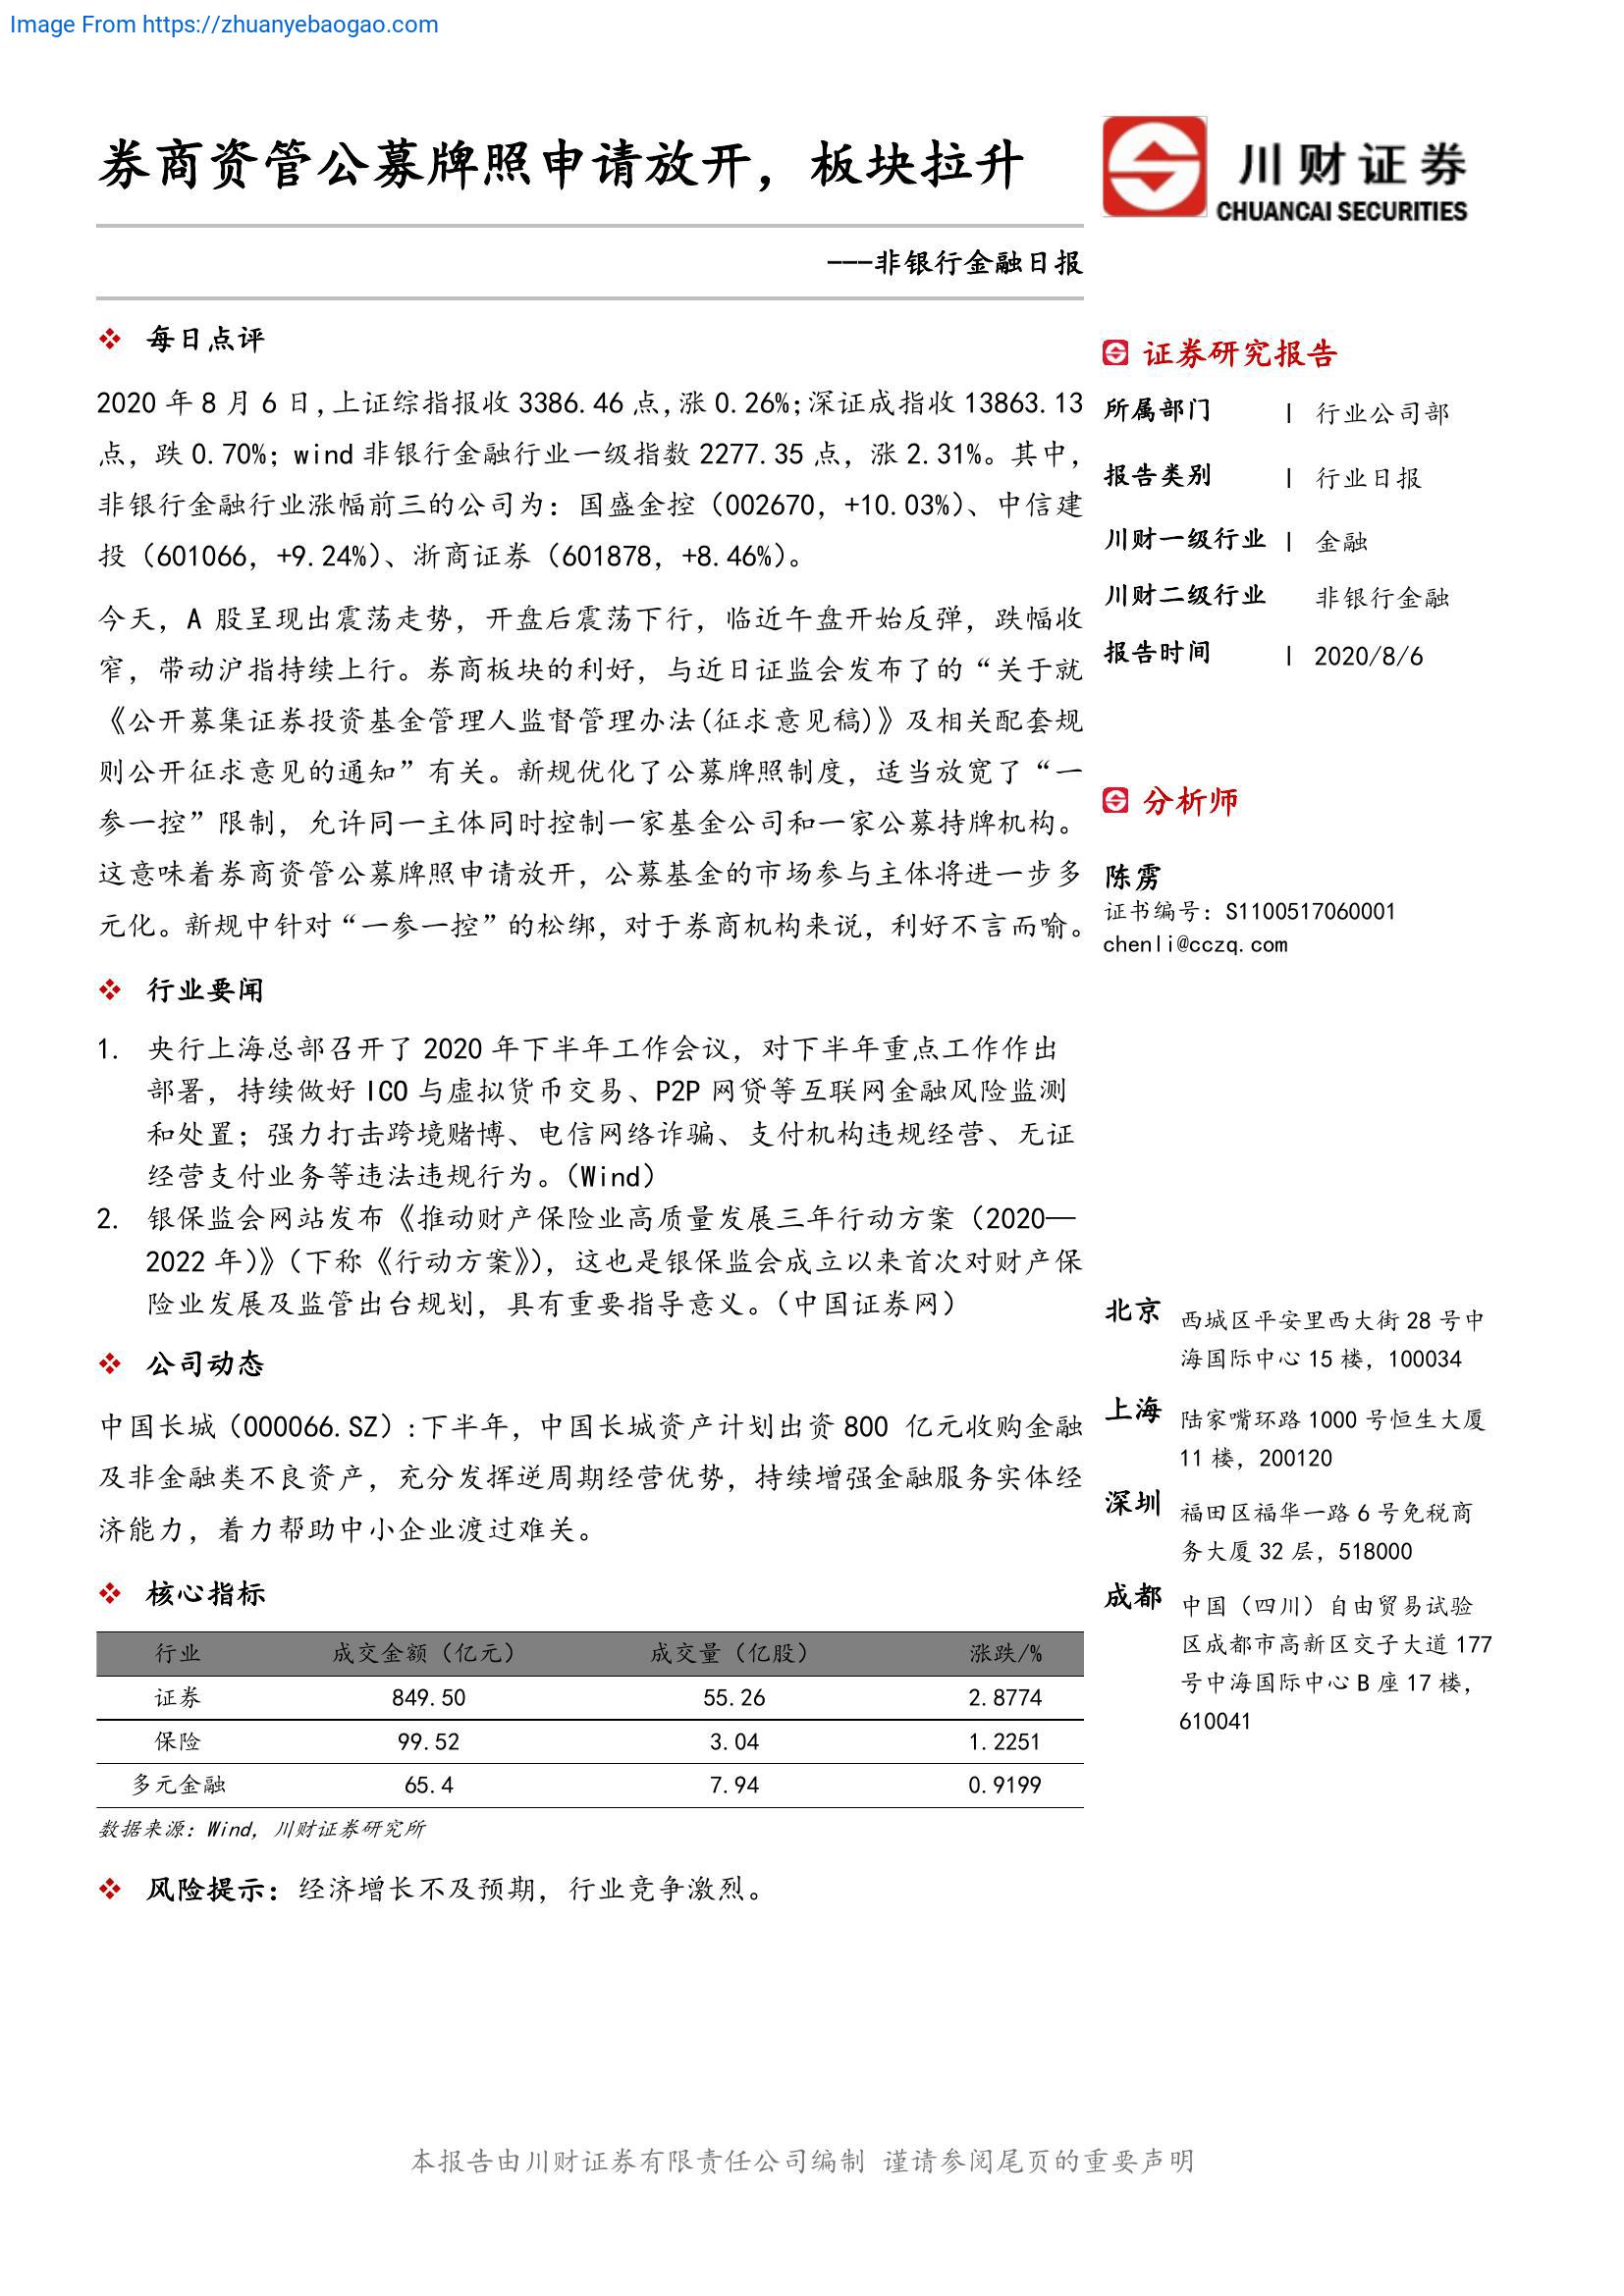 Image From https://zhuanyebaogao.com
券商资管公募牌照申请放开，板块拉升
川财证券
CHUANCAI SECURITIES
---非银行金融日报
❖ 每日点评
2020 年 8 月 6 日,上证综指报收 3386.46 点,涨 0.26%;深证成指收 13863.13
点，跌 0.70%；wind 非银行金融行业一级指数 2277.35 点，涨 2.31%。其中，
非银行金融行业涨幅前三的公司为：国盛金控（002670，+10.03%）、中信建
投（601066，+9.24%）、浙商证券（601878，+8.46%）。
今天，A 股呈现出震荡走势，开盘后震荡下行，临近午盘开始反弹，跌幅收
窄，带动沪指持续上行。券商板块的利好，与近日证监会发布了的“关于就
《公开募集证券投资基金管理人监督管理办法(征求意见稿)》及相关配套规
则公开征求意见的通知”有关。新规优化了公募牌照制度，适当放宽了“一
参一控”限制，允许同一主体同时控制一家基金公司和一家公募持牌机构。
这意味着券商资管公募牌照申请放开，公募基金的市场参与主体将进一步多
元化。新规中针对“一参一控”的松绑，对于券商机构来说，利好不言而喻。
❖ 行业要闻
1. 央行上海总部召开了 2020 年下半年工作会议，对下半年重点工作作出
部署，持续做好 ICO 与虚拟货币交易、P2P 网贷等互联网金融风险监测
和处置；强力打击跨境赌博、电信网络诈骗、支付机构违规经营、无证
经营支付业务等违法违规行为。（Wind）
2. 银保监会网站发布《推动财产保险业高质量发展三年行动方案（2020—
2022 年）》（下称《行动方案》），这也是银保监会成立以来首次对财产保
险业发展及监管出台规划，具有重要指导意义。（中国证券网）
❖ 公司动态
中国长城（000066.SZ）:下半年，中国长城资产计划出资 800 亿元收购金融
及非金融类不良资产，充分发挥逆周期经营优势，持续增强金融服务实体经
济能力，着力帮助中小企业渡过难关。
❖ 核心指标
行业 成交金额（亿元） 成交量（亿股） 涨跌/%
证券 849.50 55.26 2.8774
保险 99.52 3.04 1.2251
多元金融 65.4 7.94 0.9199
数据来源：Wind，川财证券研究所
❖ 风险提示：经济增长不及预期，行业竞争激烈。
证券研究报告
所属部门 | 行业公司部
报告类别 | 行业日报
川财一级行业 | 金融
川财二级行业 非银行金融
报告时间 | 2020/8/6
分析师
陈雳
证书编号：S1100517060001
chenli@cczq.com
北京 西城区平安里西大街 28 号中
海国际中心 15 楼，100034
上海 陆家嘴环路 1000 号恒生大厦
11 楼，200120
深圳 福田区福华一路 6 号免税商
务大厦 32 层，518000
成都 中国（四川）自由贸易试验
区成都市高新区交子大道 177
号中海国际中心 B 座 17 楼，
610041
本报告由川财证券有限责任公司编制 谨请参阅尾页的重要声明